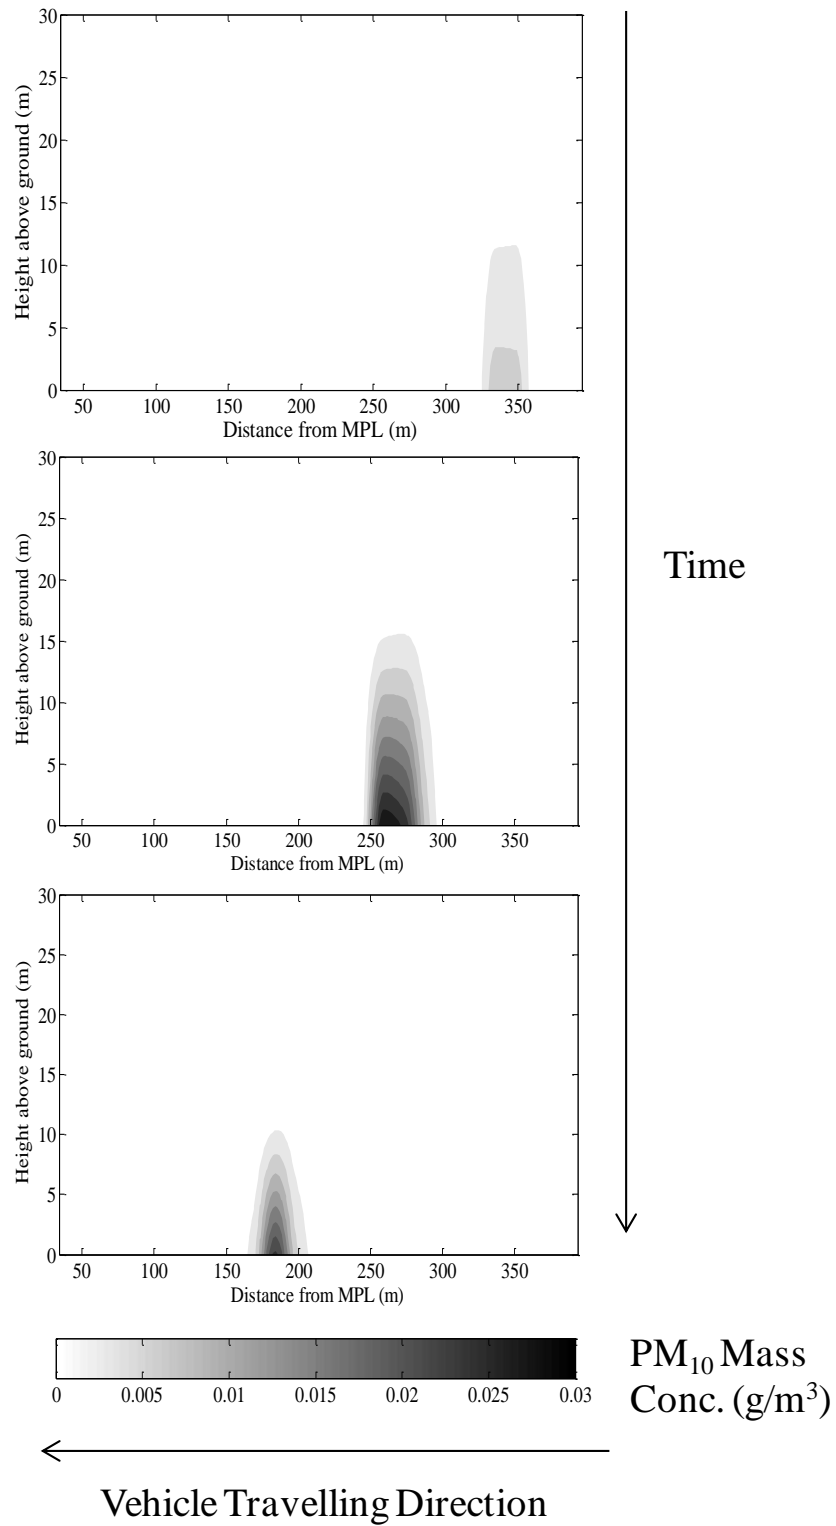 30
25
20
15
10
5
0
Height above ground (m)
50 100 150 200 250 300 350
Distance from MPL (m)
30
25
20
15
10
5
0
Height above ground (m)
50 100 150 200 250 300 350
Distance from MPL (m)
Time
30
25
20
15
10
5
0
Height above ground (m)
50 100 150 200 250 300 350
Distance from MPL (m)
0 0.005 0.01 0.015 0.02 0.025 0.03
PM₁₀ Mass
Conc. (g/m³)
Vehicle Travelling Direction